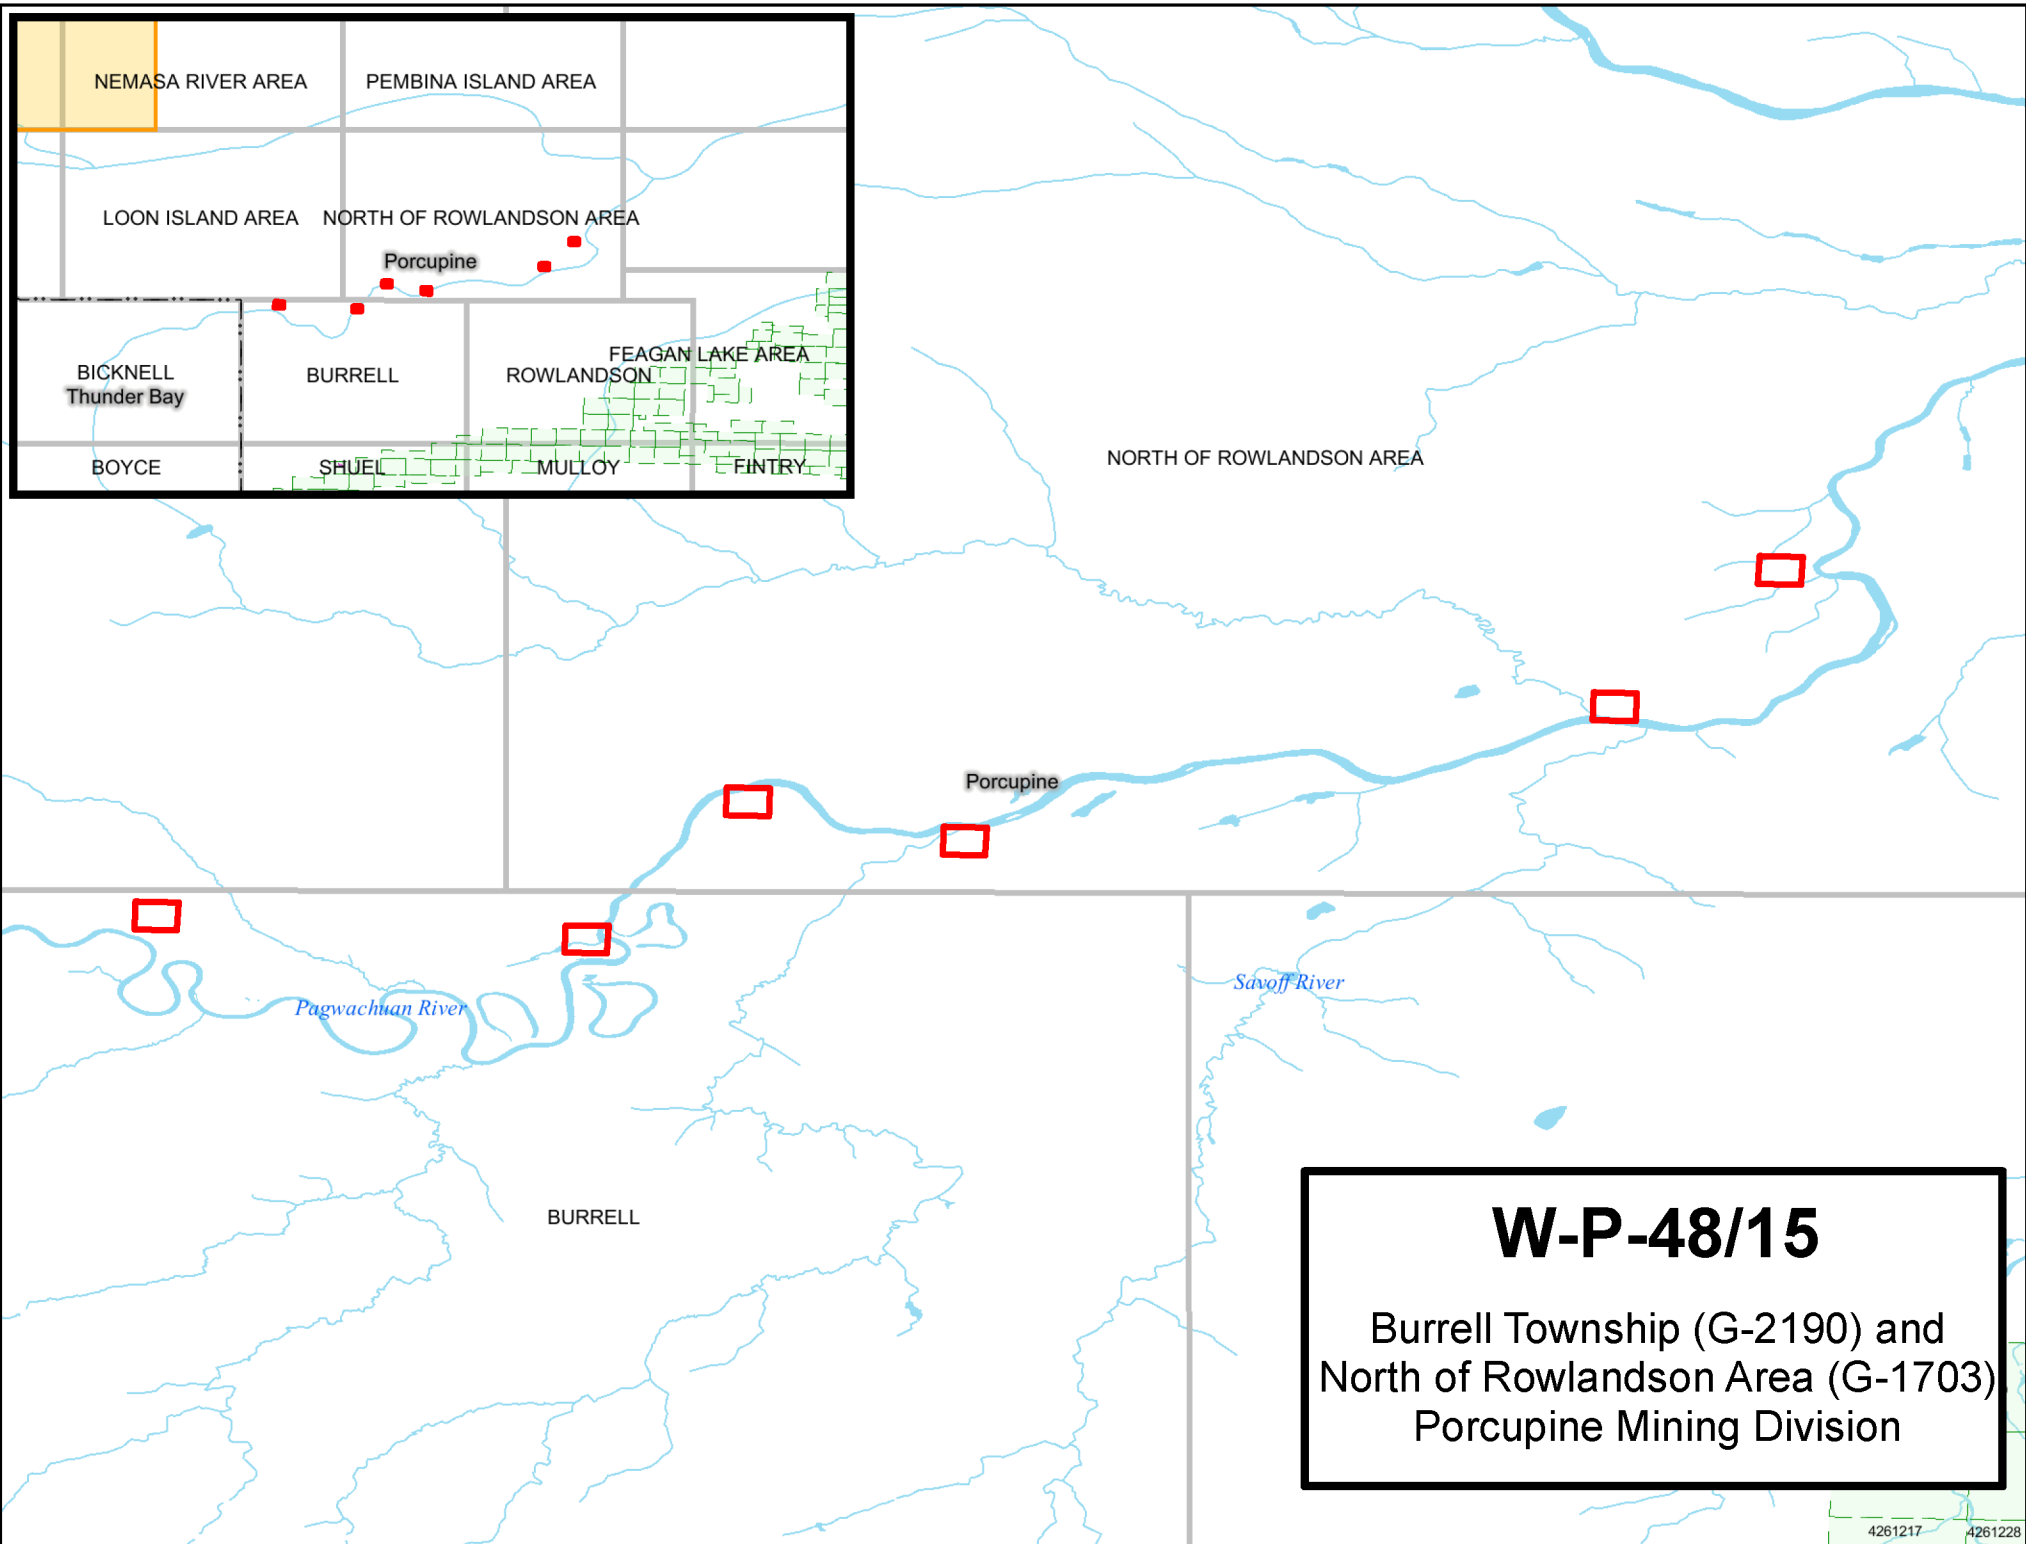 NEMASA RIVER AREA
PEMBINA ISLAND AREA
LOON ISLAND AREA
NORTH OF ROWLANDSON AREA
Porcupine
FEAGAN LAKE AREA
BICKNELL
Thunder Bay
BURRELL
ROWLANDSON
BOYCE
SHUEL
MULLOY
FINTRY
NORTH OF ROWLANDSON AREA
Porcupine
Pagwachuan River
Savoff River
BURRELL
W-P-48/15
Burrell Township (G-2190) and
North of Rowlandson Area (G-1703)
Porcupine Mining Division
4261217
4261228